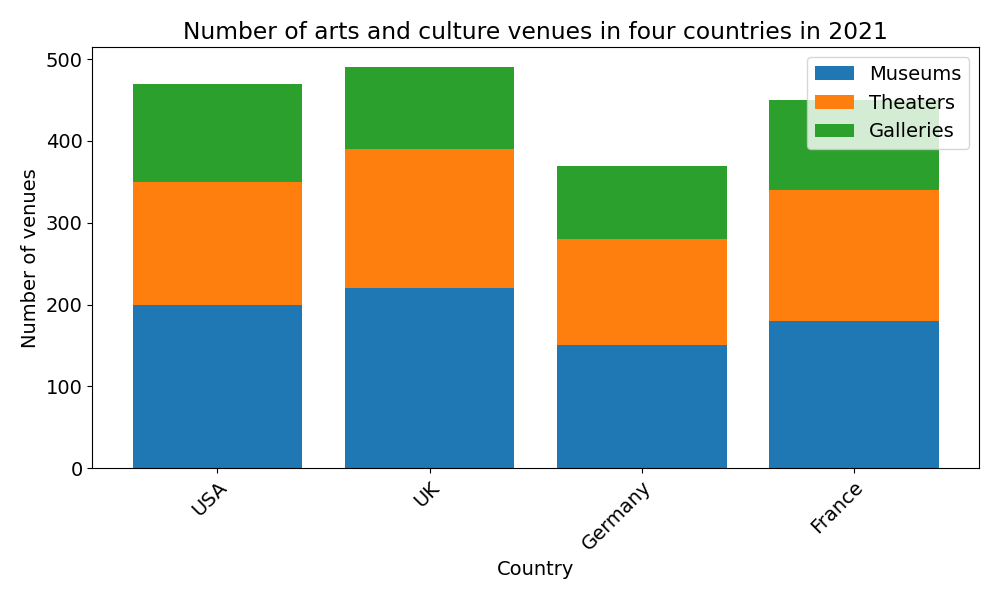 Number of arts and culture venues in four countries in 2021
500
400
300
200
100
0
Number of venues
Museums
Theaters
Galleries
USA
UK
Germany
France
Country